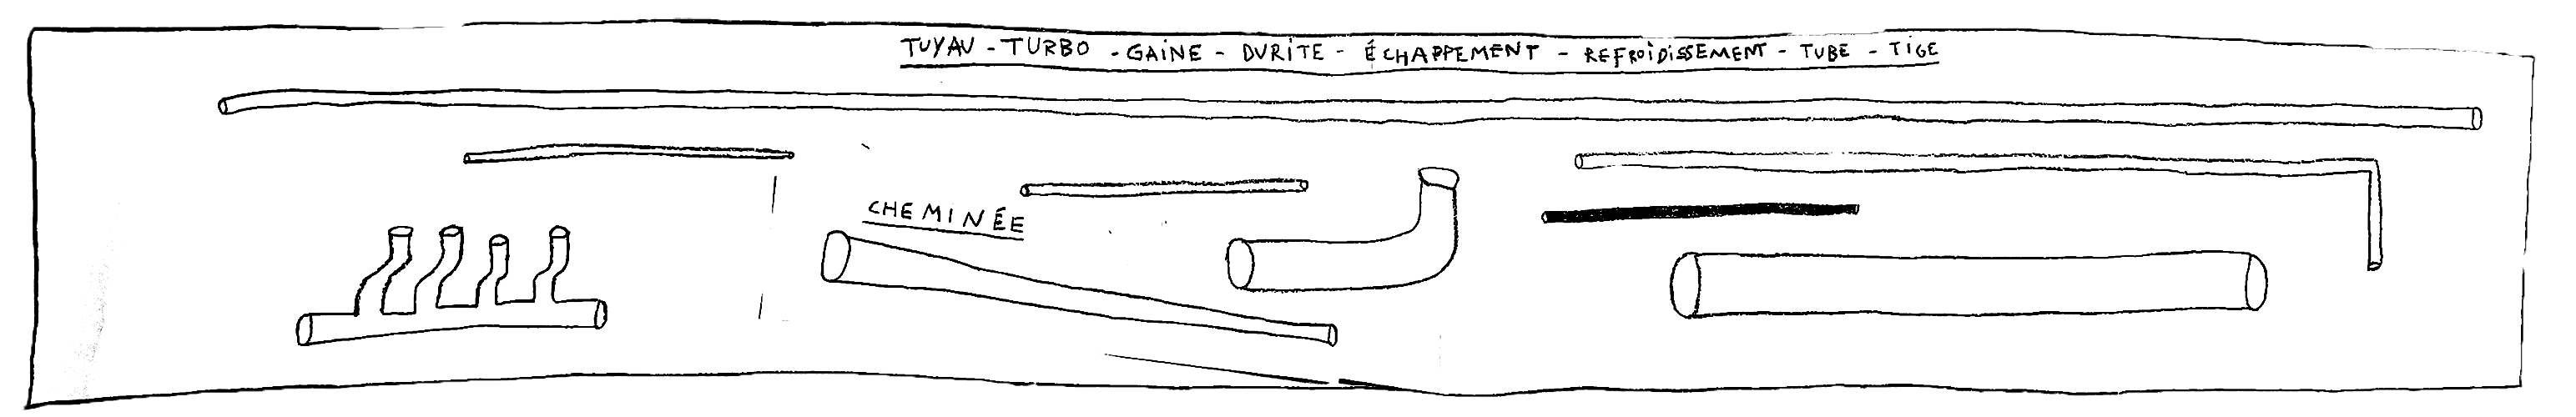 TUYAU - TURBO - GAINE - DURITE - ÉCHAPPEMENT - REFROIDISSEMENT - TUBE - TIGE
CHEMINÉE